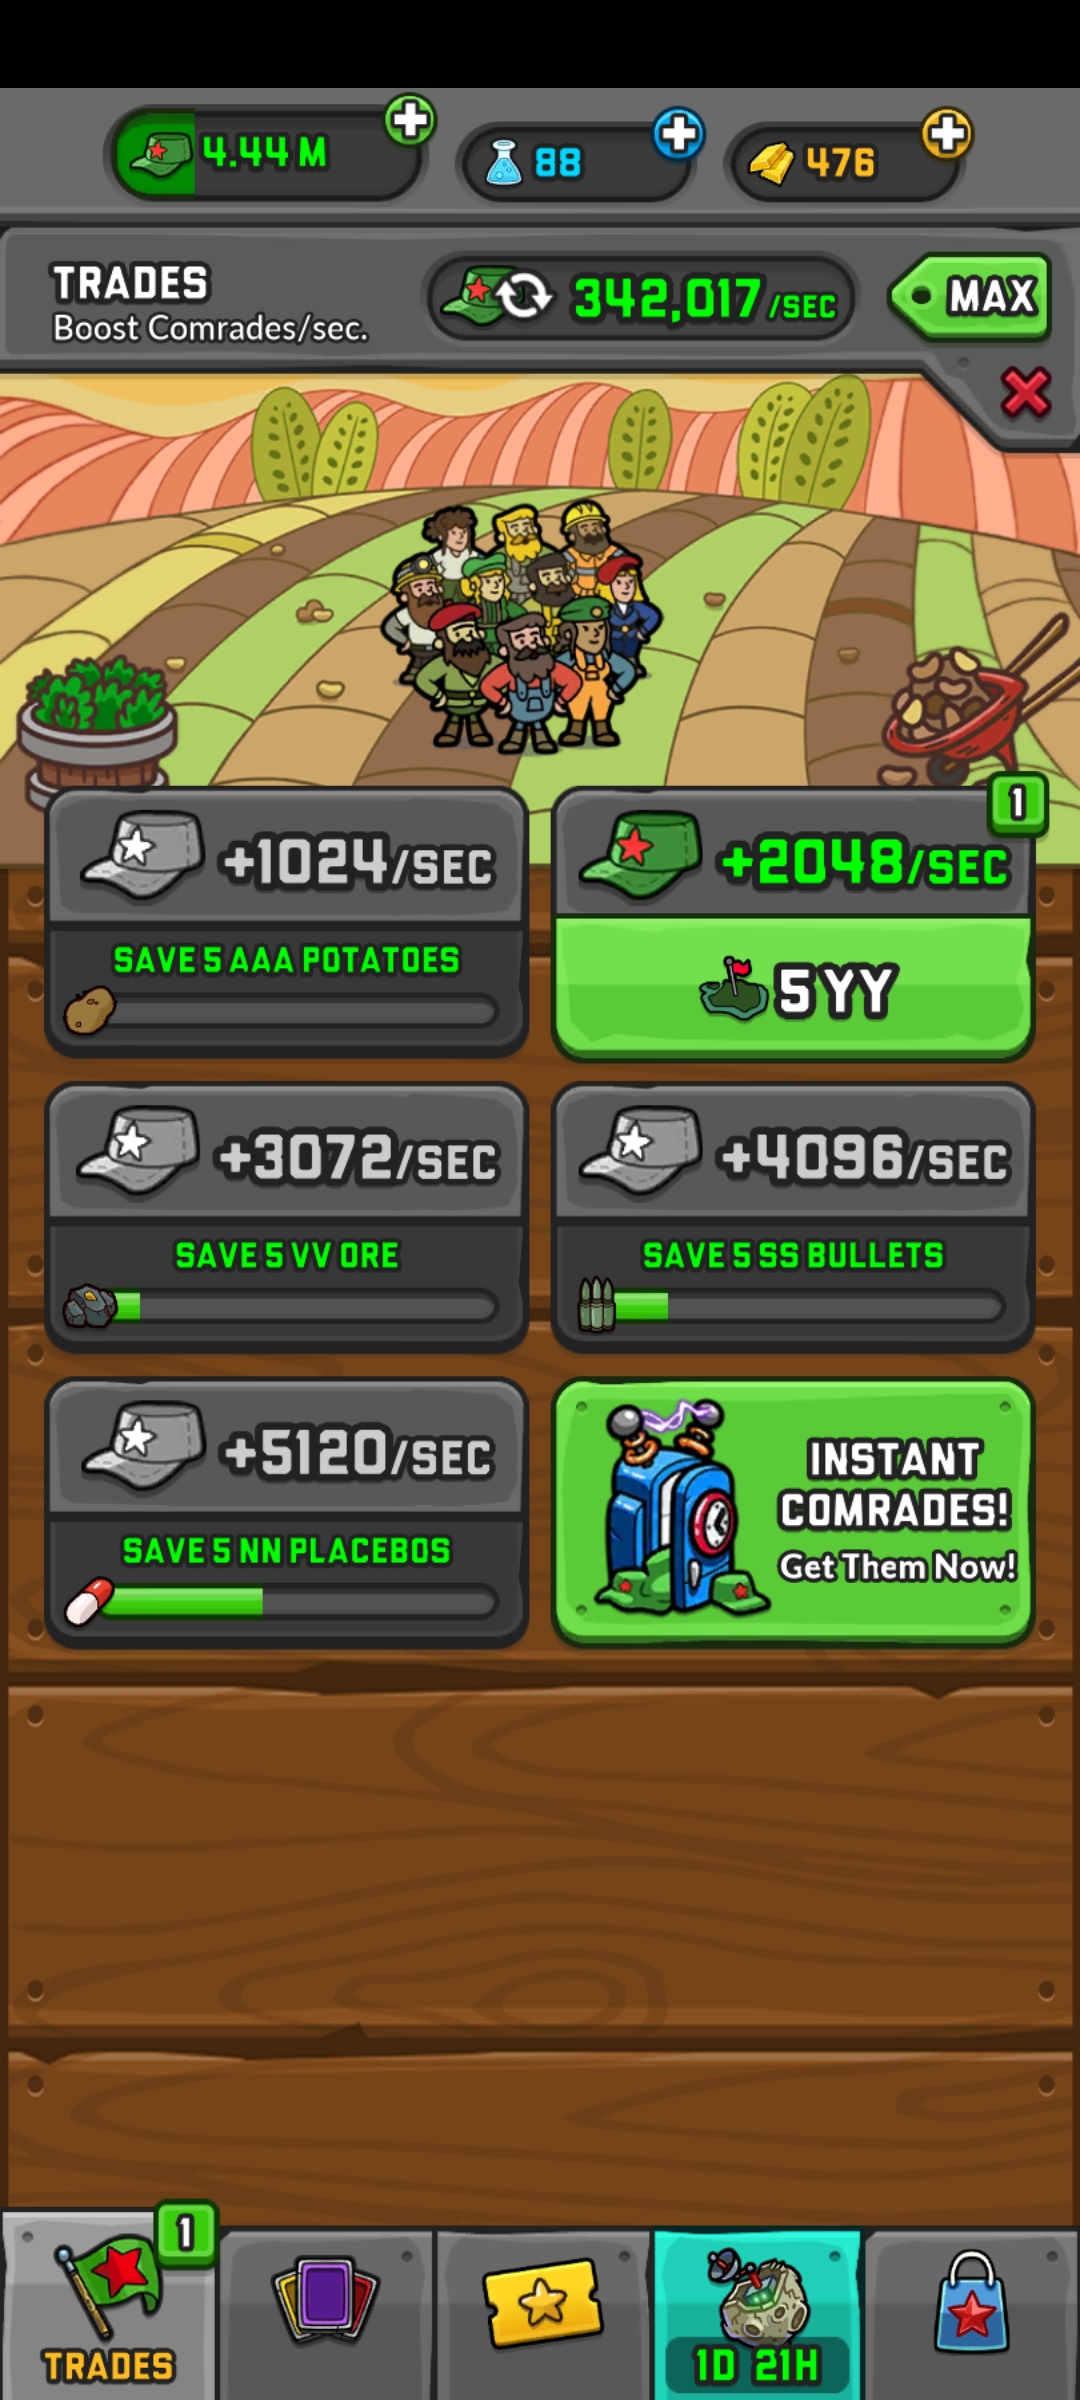 4.44 M
88
476
TRADES
Boost Comrades/sec.
342,017/SEC
MAX
+1024/SEC
SAVE 5 AAA POTATOES
1
+2048/SEC
5 YY
+3072/SEC
SAVE 5 VV ORE
+4096/SEC
SAVE 5 SS BULLETS
+5120/SEC
SAVE 5 NN PLACEBOS
INSTANT
COMRADES!
Get Them Now!
1
TRADES
1D 21H